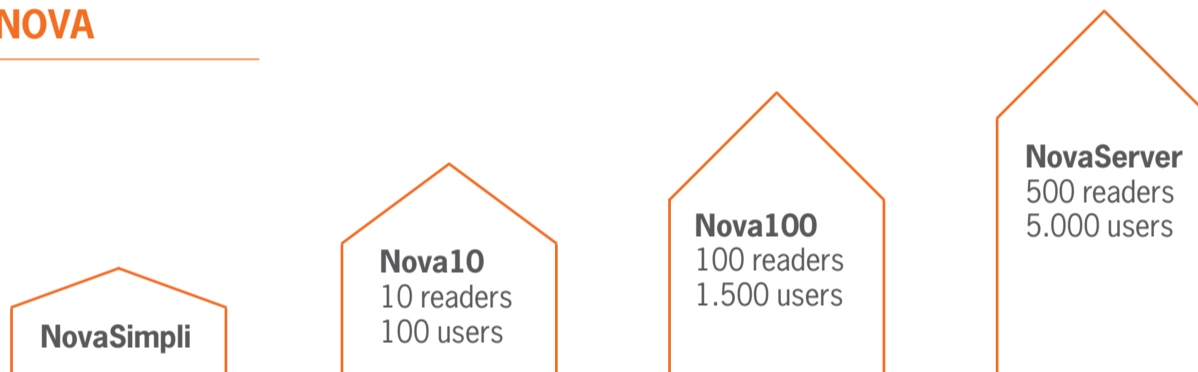 NOVA
NovaSimpli
Nova10
10 readers
100 users
Nova100
100 readers
1.500 users
NovaServer
500 readers
5.000 users